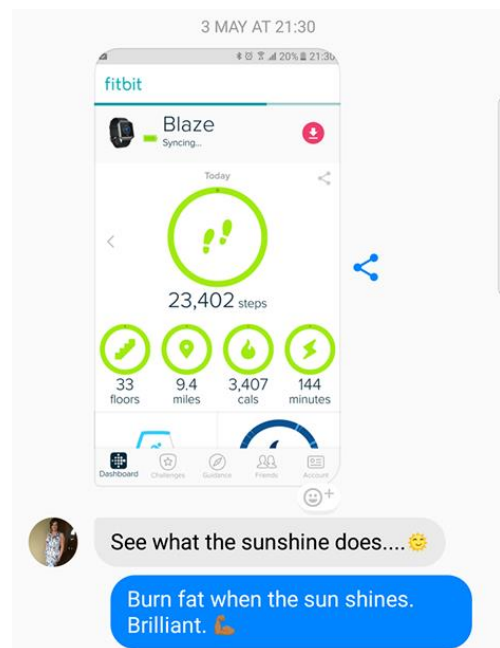 3 MAY AT 21:30
20% 21:30
fitbit
Blaze
Syncing...
Today
23,402 steps
33 9.4 3,407 144
floors miles cals minutes
Dashboard Challenges Guidance Friends Account
See what the sunshine does....🌞
Burn fat when the sun shines.
Brilliant. 💪🏾